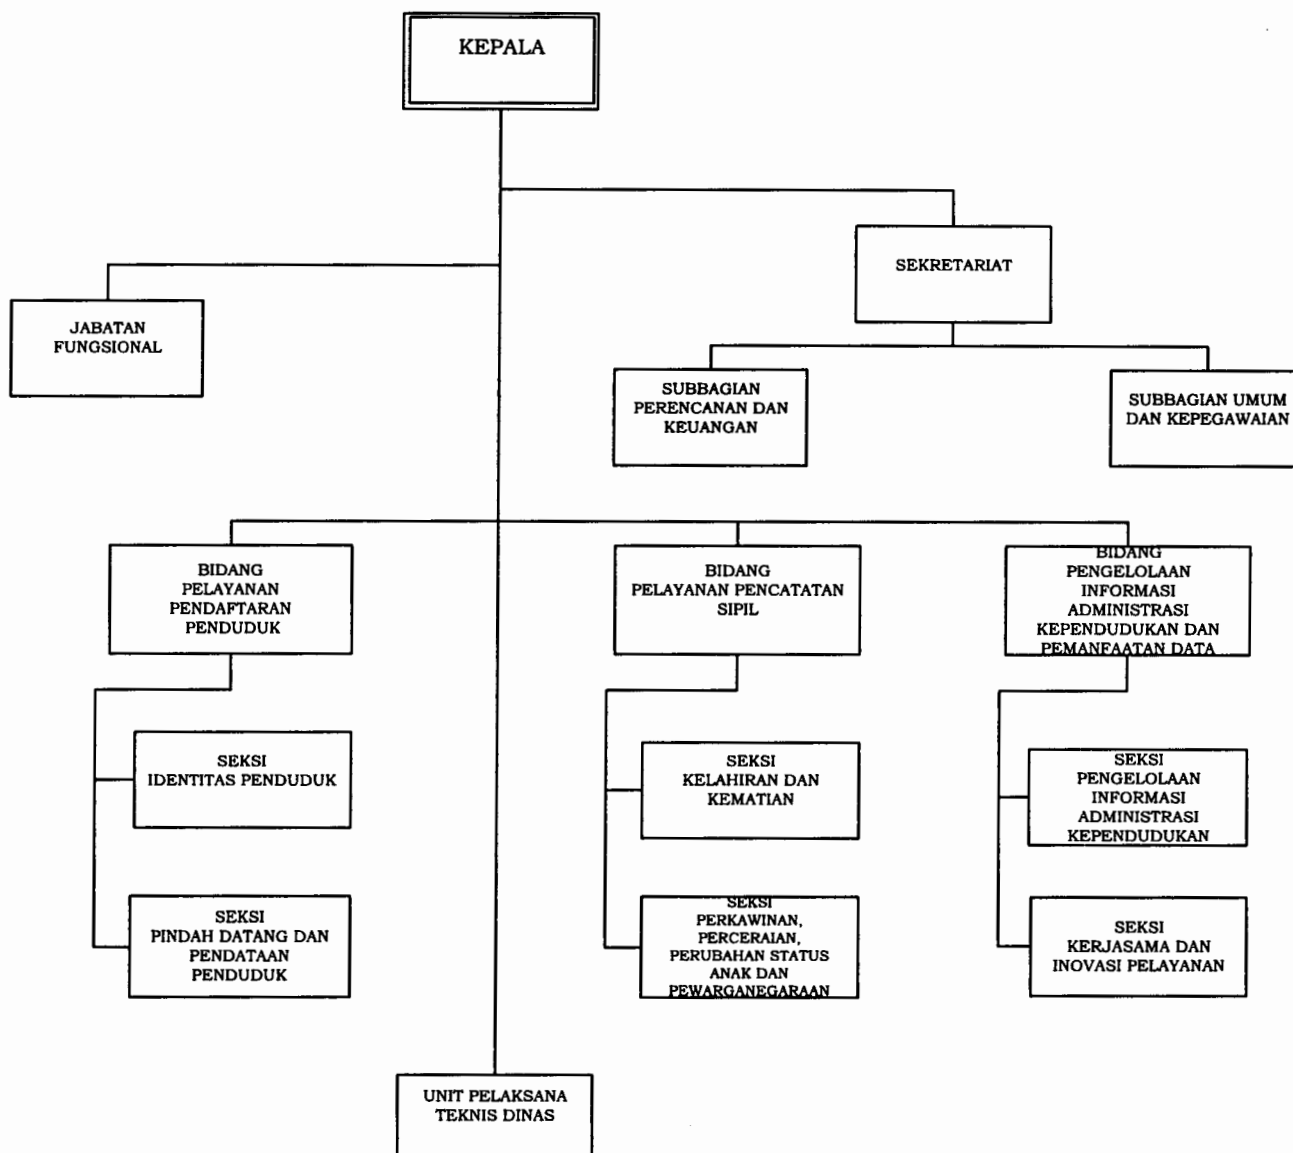 KEPALA
SEKRETARIAT
JABATAN
FUNGSIONAL
SUBBAGIAN
PERENCANAN DAN
KEUANGAN
SUBBAGIAN UMUM
DAN KEPEGAWAIAN
BIDANG
PELAYANAN
PENDAFTARAN
PENDUDUK
BIDANG
PELAYANAN PENCATATAN
SIPIL
BIDANG
PENGELOLAAN
INFORMASI
ADMINISTRASI
KEPENDUDUKAN DAN
PEMANFAATAN DATA
SEKSI
IDENTITAS PENDUDUK
SEKSI
KELAHIRAN DAN
KEMATIAN
SEKSI
PENGELOLAAN
INFORMASI
ADMINISTRASI
KEPENDUDUKAN
SEKSI
PINDAH DATANG DAN
PENDATAAN
PENDUDUK
SEKSI
PERKAWINAN,
PERCERAIAN,
PERUBAHAN STATUS
ANAK DAN
PEWARGANEGARAAN
SEKSI
KERJASAMA DAN
INOVASI PELAYANAN
UNIT PELAKSANA
TEKNIS DINAS